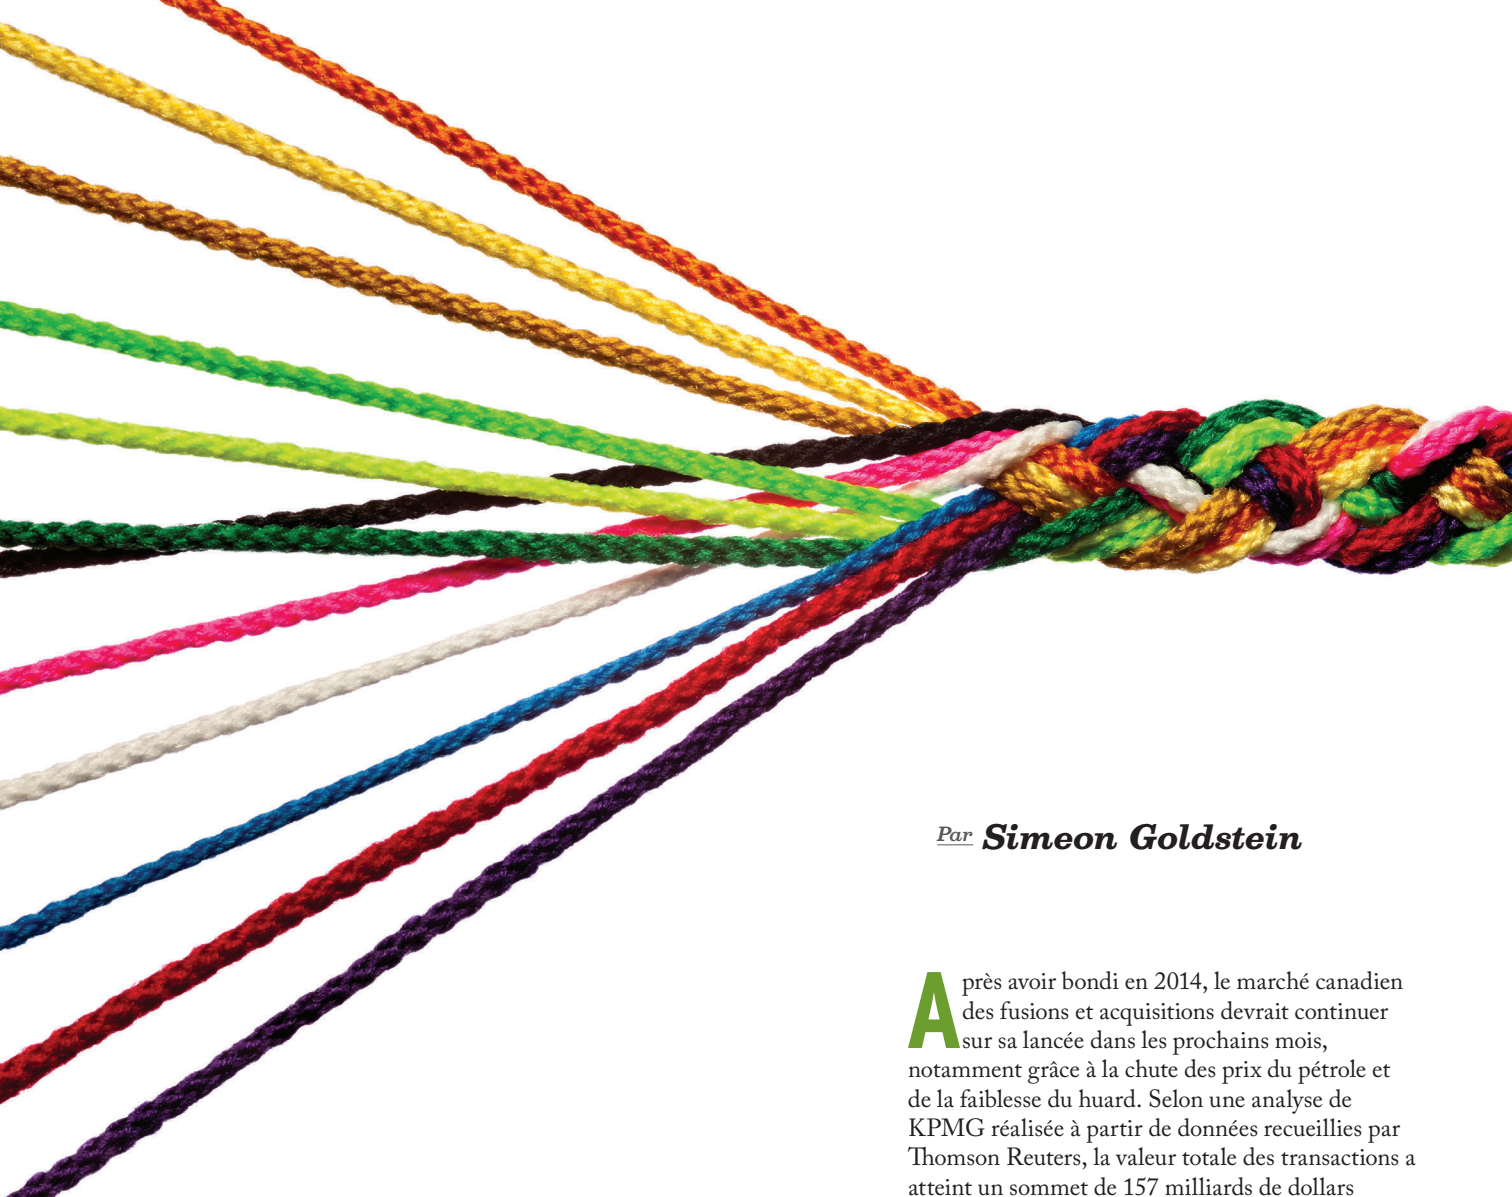 Par Simeon Goldstein
Après avoir bondi en 2014, le marché canadien
des fusions et acquisitions devrait continuer
sur sa lancée dans les prochains mois,
notamment grâce à la chute des prix du pétrole et
de la faiblesse du huard. Selon une analyse de
KPMG réalisée à partir de données recueillies par
Thomson Reuters, la valeur totale des transactions a
atteint un sommet de 157 milliards de dollars